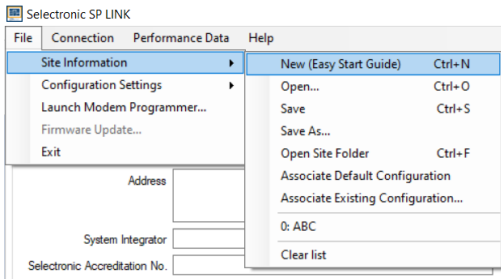 Selectronic SP LINK
File Connection Performance Data Help
Site Information
Configuration Settings
Launch Modem Programmer...
Firmware Update...
Exit
New (Easy Start Guide) Ctrl+N
Open... Ctrl+O
Save Ctrl+S
Save As...
Open Site Folder Ctrl+F
Associate Default Configuration
Associate Existing Configuration...
0: ABC
Clear list
Address
System Integrator
Selectronic Accreditation No.